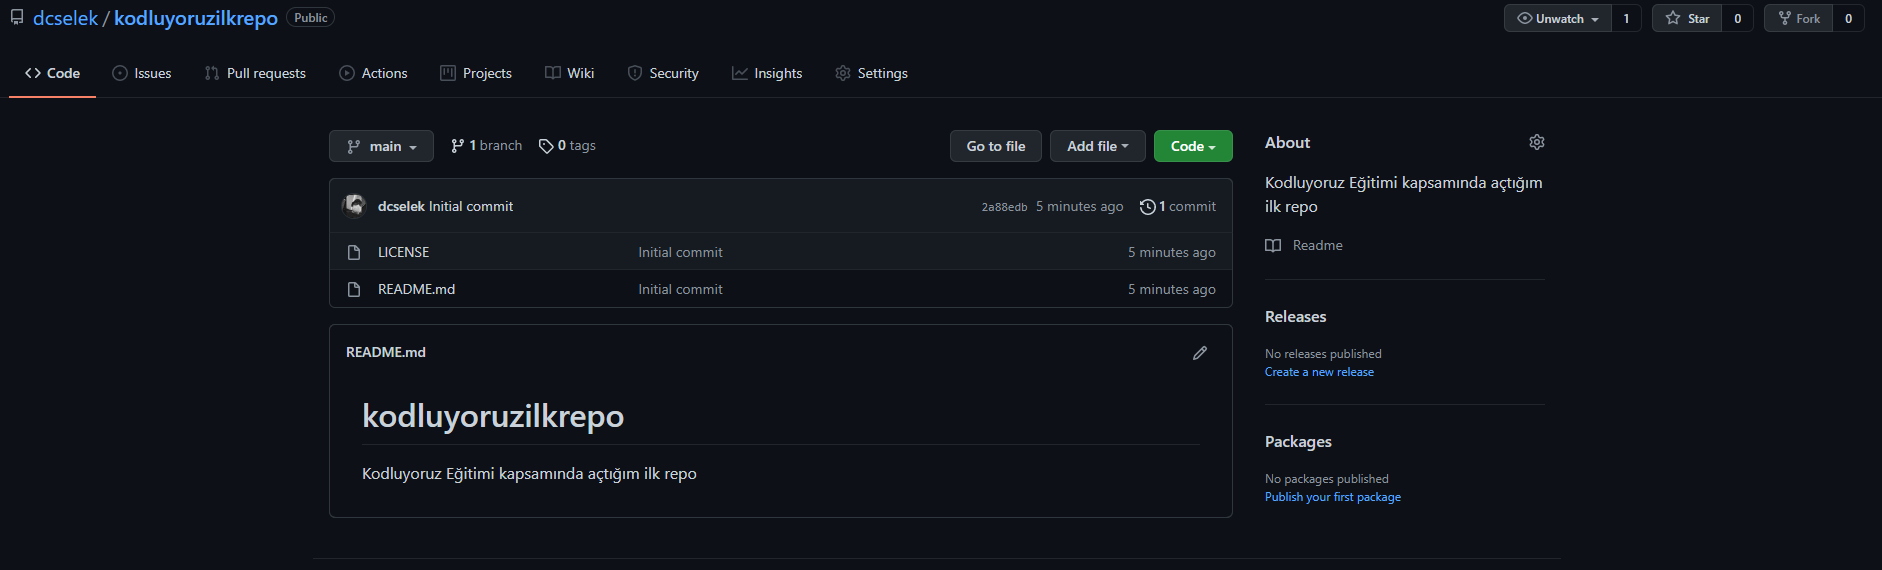 dcselek / kodluyoruzilkrepo Public
Unwatch 1 Star 0 Fork 0
Code Issues Pull requests Actions Projects Wiki Security Insights Settings
main 1 branch 0 tags Go to file Add file Code
dcselek Initial commit 2a88edb 5 minutes ago 1 commit
LICENSE Initial commit 5 minutes ago
README.md Initial commit 5 minutes ago
README.md
kodluyoruzilkrepo
Kodluyoruz Eğitimi kapsamında açtığım ilk repo
About
Kodluyoruz Eğitimi kapsamında açtığım
ilk repo
Readme
Releases
No releases published
Create a new release
Packages
No packages published
Publish your first package